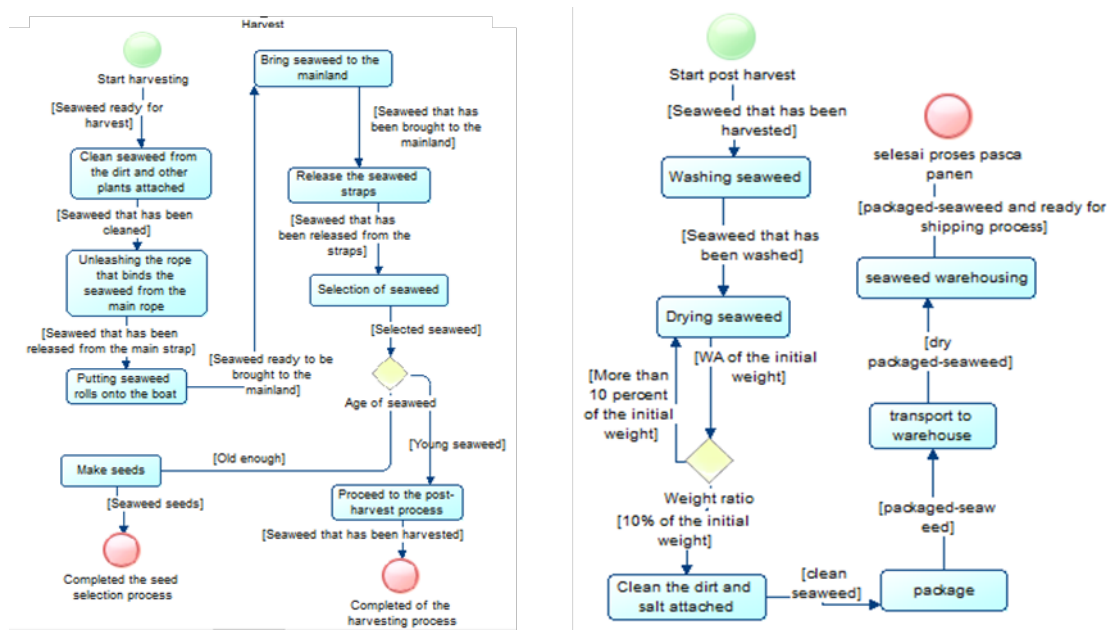 Harvest
Start harvesting
[Seaweed ready for
harvest]
Clean seaweed from
the dirt and other
plants attached
[Seaweed that has been
cleaned]
Unleashing the rope
that binds the
seaweed from the
main rope
[Seaweed that has been
released from the main strap]
Putting seaweed
rolls onto the boat
[Seaweed ready to be
brought to the
mainland]
Bring seaweed to the
mainland
[Seaweed that has
been brought to the
mainland]
Release the seaweed
straps
[Seaweed that has
been released from the
straps]
Selection of seaweed
[Selected seaweed]
Age of seaweed
[Old enough]
[Young seaweed]
Make seeds
[Seaweed seeds]
Completed the seed
selection process
Proceed to the post-
harvest process
[Seaweed that has been harvested]
Completed of the
harvesting process
Start post harvest
[Seaweed that has been
harvested]
Washing seaweed
[Seaweed that has
been washed]
Drying seaweed
[WA of the initial
weight]
[More than
10 percent
of the initial
weight]
Weight ratio
[10% of the initial
weight]
Clean the dirt and
salt attached
[clean
seaweed]
package
[packaged-seaw
eed]
transport to
warehouse
[dry
packaged-seaweed]
seaweed warehousing
[packaged-seaweed and ready for
shipping process]
selesai proses pasca
panen